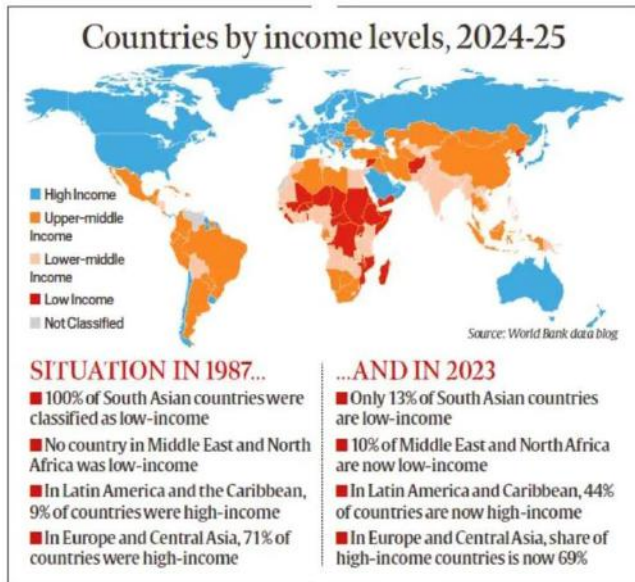 Countries by income levels, 2024-25
High Income
Upper-middle
Income
Lower-middle
Income
Low Income
Not Classified
Source: World Bank data blog
SITUATION IN 1987...
100% of South Asian countries were
classified as low-income
No country in Middle East and North
Africa was low-income
In Latin America and the Caribbean,
9% of countries were high-income
In Europe and Central Asia, 71% of
countries were high-income
...AND IN 2023
Only 13% of South Asian countries
are low-income
10% of Middle East and North Africa
are now low-income
In Latin America and Caribbean, 44%
of countries are now high-income
In Europe and Central Asia, share of
high-income countries is now 69%